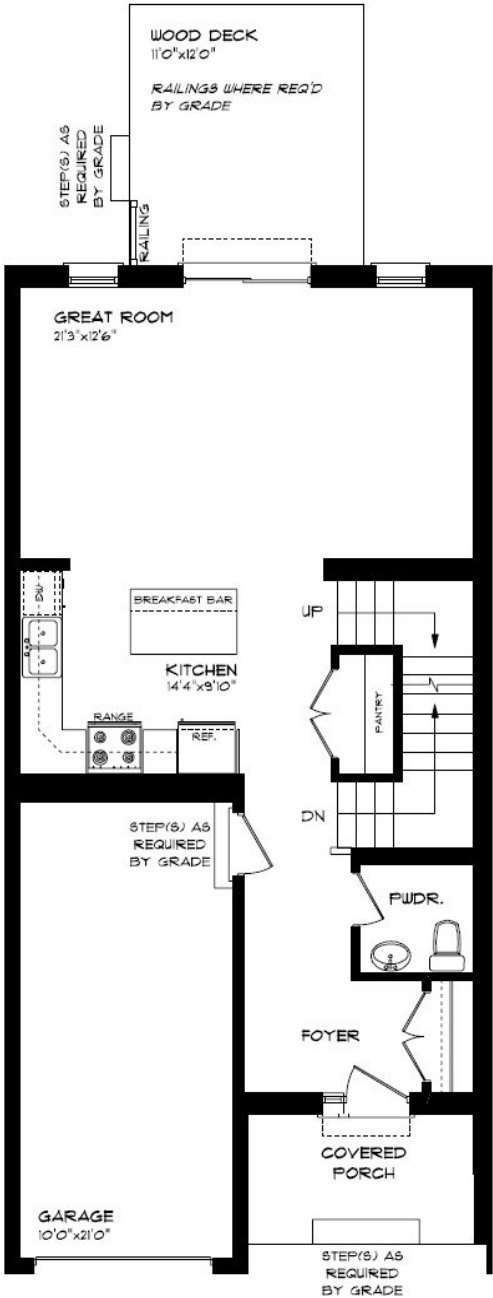 WOOD DECK
11'0"x12'0"
RAILINGS WHERE REQ'D
BY GRADE
STEP(S) AS
REQUIRED
BY GRADE
RAILING
GREAT ROOM
21'3"x12'6"
DW
BREAKFAST BAR
UP
KITCHEN
14'4"x9'10"
PANTRY
RANGE
REF.
DN
STEP(S) AS
REQUIRED
BY GRADE
PWDR.
FOYER
COVERED
PORCH
GARAGE
10'0"x21'0"
STEP(S) AS
REQUIRED
BY GRADE